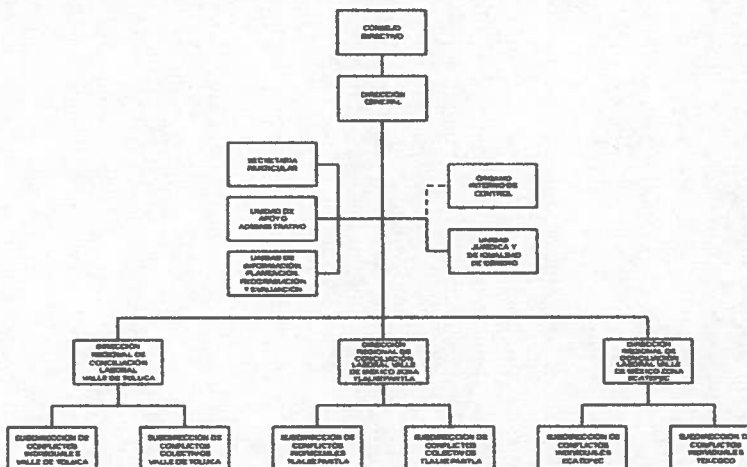 CONSEJO
DIRECTIVO
DIRECCIÓN
GENERAL
SECRETARÍA
PARTICULAR
ÓRGANO
INTERNO DE
CONTROL
UNIDAD DE
APOYO
ADMINISTRATIVO
UNIDAD
JURÍDICA Y
DE IGUALDAD
DE GÉNERO
UNIDAD DE
INFORMACIÓN,
PLANEACIÓN,
PROGRAMACIÓN
Y EVALUACIÓN
DIRECCIÓN
REGIONAL DE
CONCILIACIÓN
LABORAL
VALLE DE TOLUCA
DIRECCIÓN
REGIONAL DE
CONCILIACIÓN
LABORAL VALLE
DE MÉXICO ZONA
TLALNEPANTLA
DIRECCIÓN
REGIONAL DE
CONCILIACIÓN
LABORAL VALLE
DE MÉXICO ZONA
ECATEPEC
SUBDIRECCIÓN DE
CONFLICTOS
INDIVIDUALES
VALLE DE TOLUCA
SUBDIRECCIÓN DE
CONFLICTOS
COLECTIVOS
VALLE DE TOLUCA
SUBDIRECCIÓN DE
CONFLICTOS
INDIVIDUALES
TLALNEPANTLA
SUBDIRECCIÓN DE
CONFLICTOS
COLECTIVOS
TLALNEPANTLA
SUBDIRECCIÓN DE
CONFLICTOS
INDIVIDUALES
ECATEPEC
SUBDIRECCIÓN DE
CONFLICTOS
INDIVIDUALES
TEXCOCO